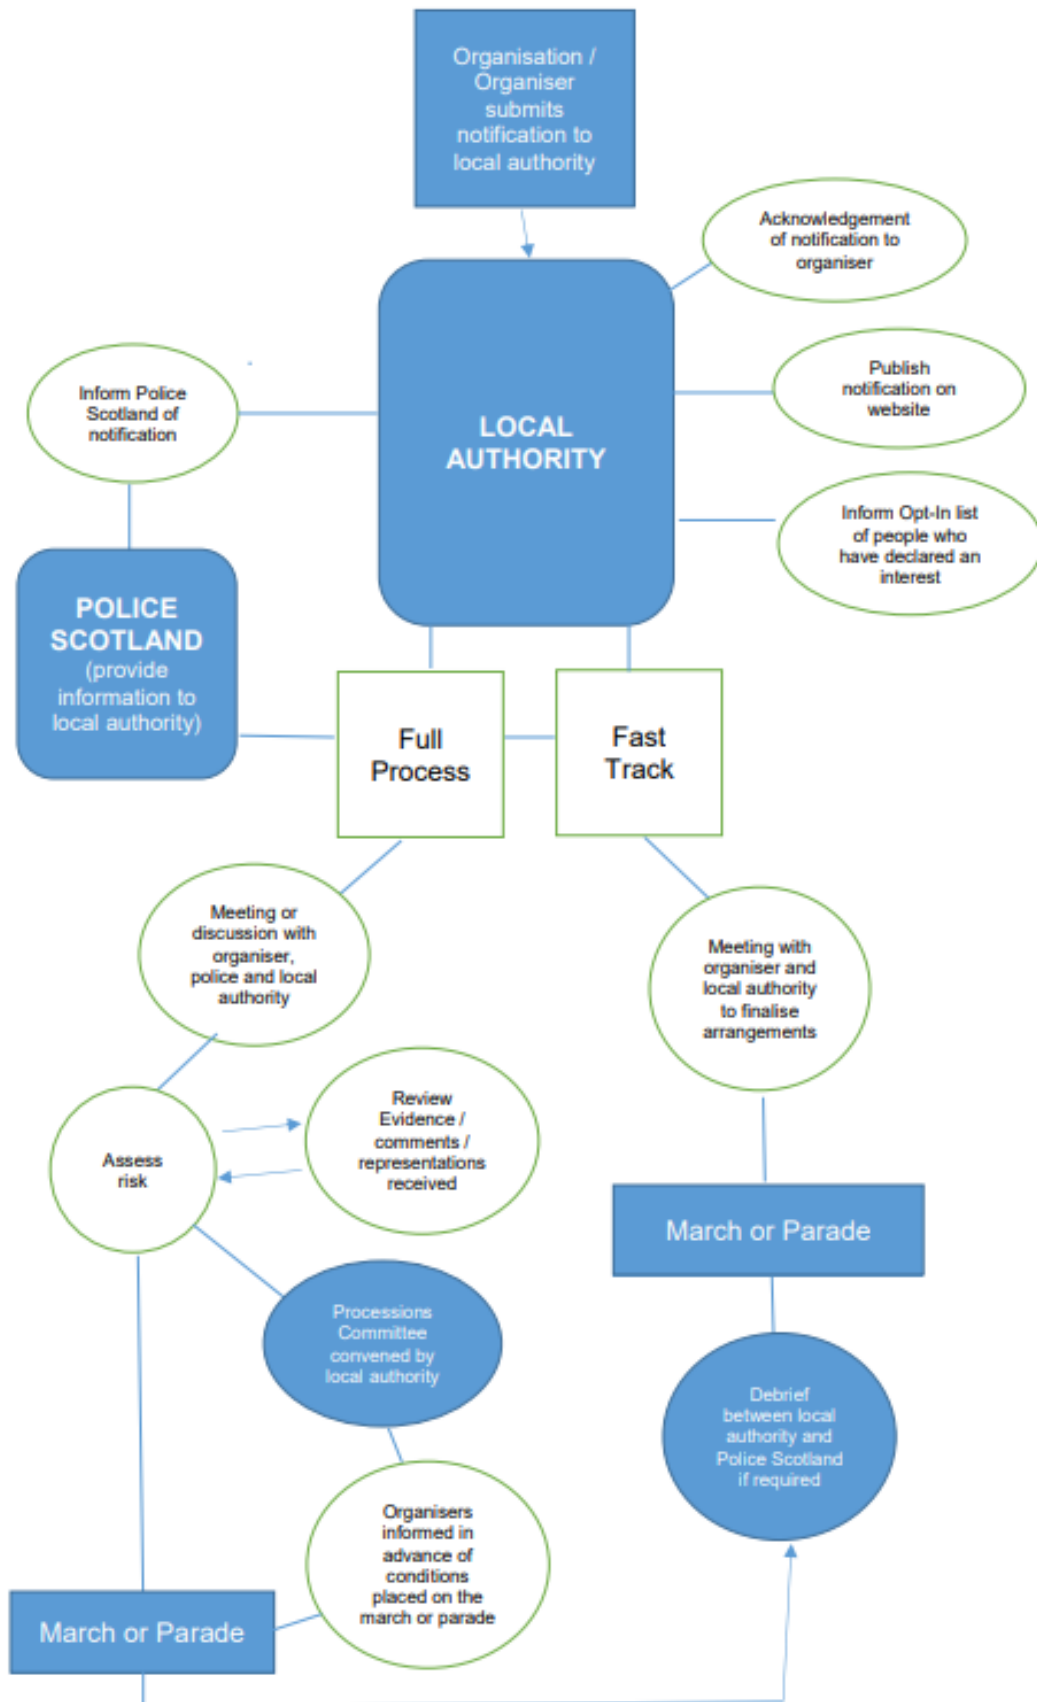 Organisation /
Organiser
submits
notification to
local authority
Acknowledgement
of notification to
organiser
Inform Police
Scotland of
notification
Publish
notification on
website
LOCAL
AUTHORITY
Inform Opt-In list
of people who
have declared an
interest
POLICE
SCOTLAND
(provide
information to
local authority)
Full
Process
Fast
Track
Meeting or
discussion with
organiser,
police and local
authority
Meeting with
organiser and
local authority
to finalise
arrangements
Assess
risk
Review
Evidence /
comments /
representations
received
March or Parade
Processions
Committee
convened by
local authority
Debrief
between local
authority and
Police Scotland
if required
Organisers
informed in
advance of
conditions
placed on the
march or parade
March or Parade